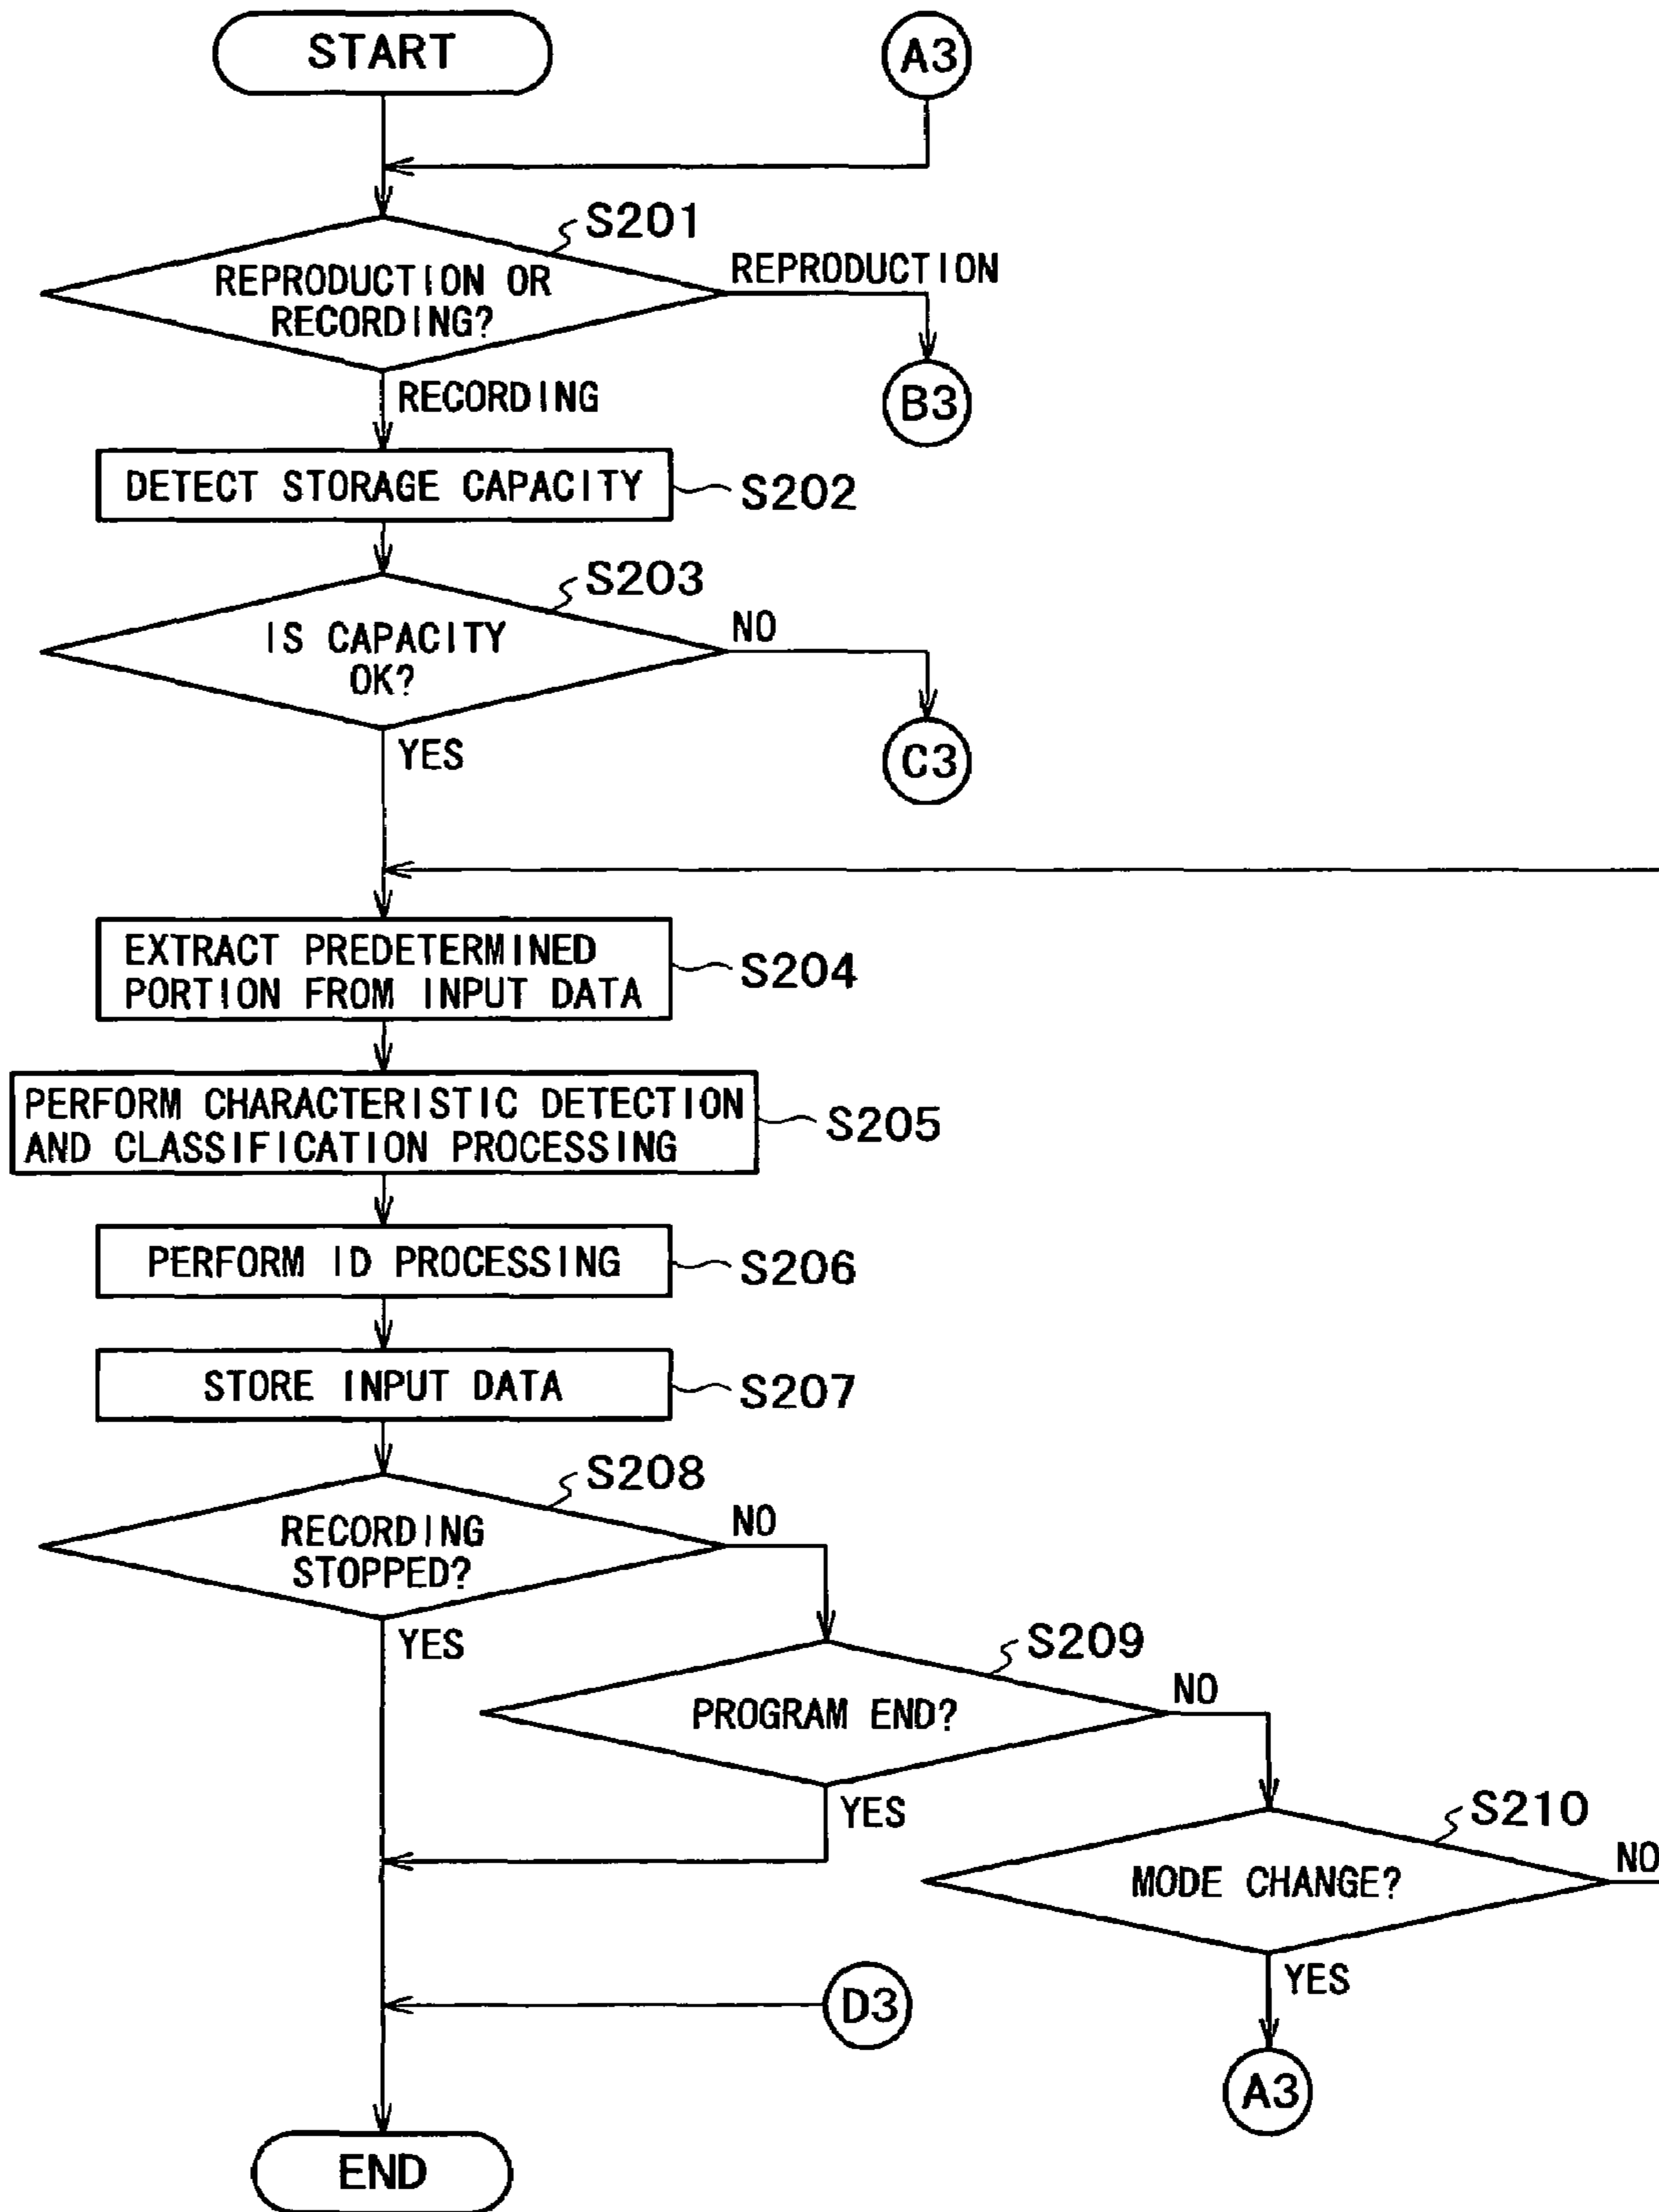 START
A3
S201
REPRODUCTION OR
RECORDING?
REPRODUCTION
B3
RECORDING
DETECT STORAGE CAPACITY
S202
S203
IS CAPACITY
OK?
NO
C3
YES
EXTRACT PREDETERMINED
PORTION FROM INPUT DATA
S204
PERFORM CHARACTERISTIC DETECTION
AND CLASSIFICATION PROCESSING
S205
PERFORM ID PROCESSING
S206
STORE INPUT DATA
S207
S208
RECORDING
STOPPED?
NO
YES
S209
PROGRAM END?
NO
YES
S210
MODE CHANGE?
NO
YES
D3
A3
END